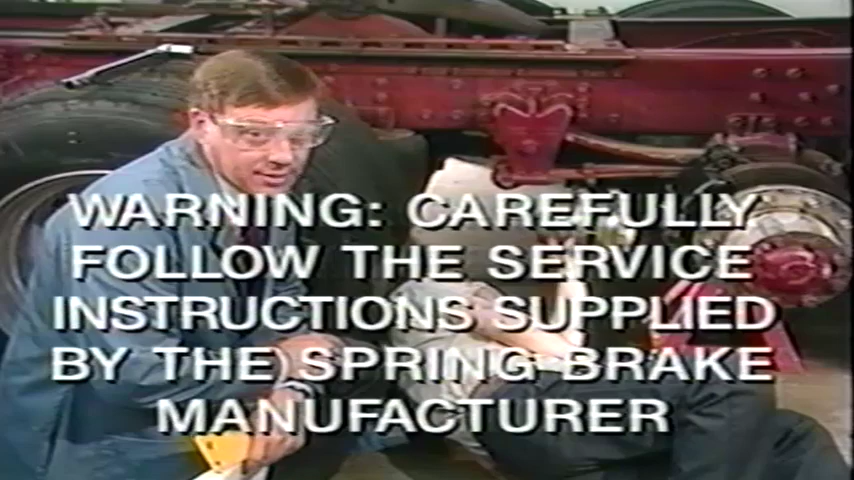 WARNING: CAREFULLY
FOLLOW THE SERVICE
INSTRUCTIONS SUPPLIED
BY THE SPRING BRAKE
MANUFACTURER